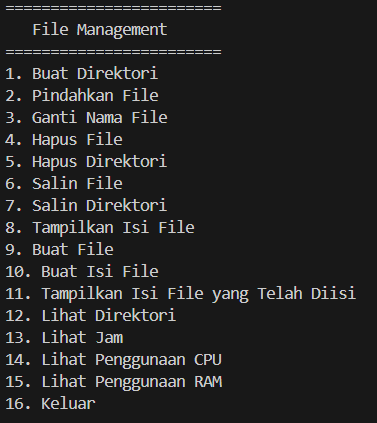 ========================
File Management
========================
1. Buat Direktori
2. Pindahkan File
3. Ganti Nama File
4. Hapus File
5. Hapus Direktori
6. Salin File
7. Salin Direktori
8. Tampilkan Isi File
9. Buat File
10. Buat Isi File
11. Tampilkan Isi File yang Telah Diisi
12. Lihat Direktori
13. Lihat Jam
14. Lihat Penggunaan CPU
15. Lihat Penggunaan RAM
16. Keluar